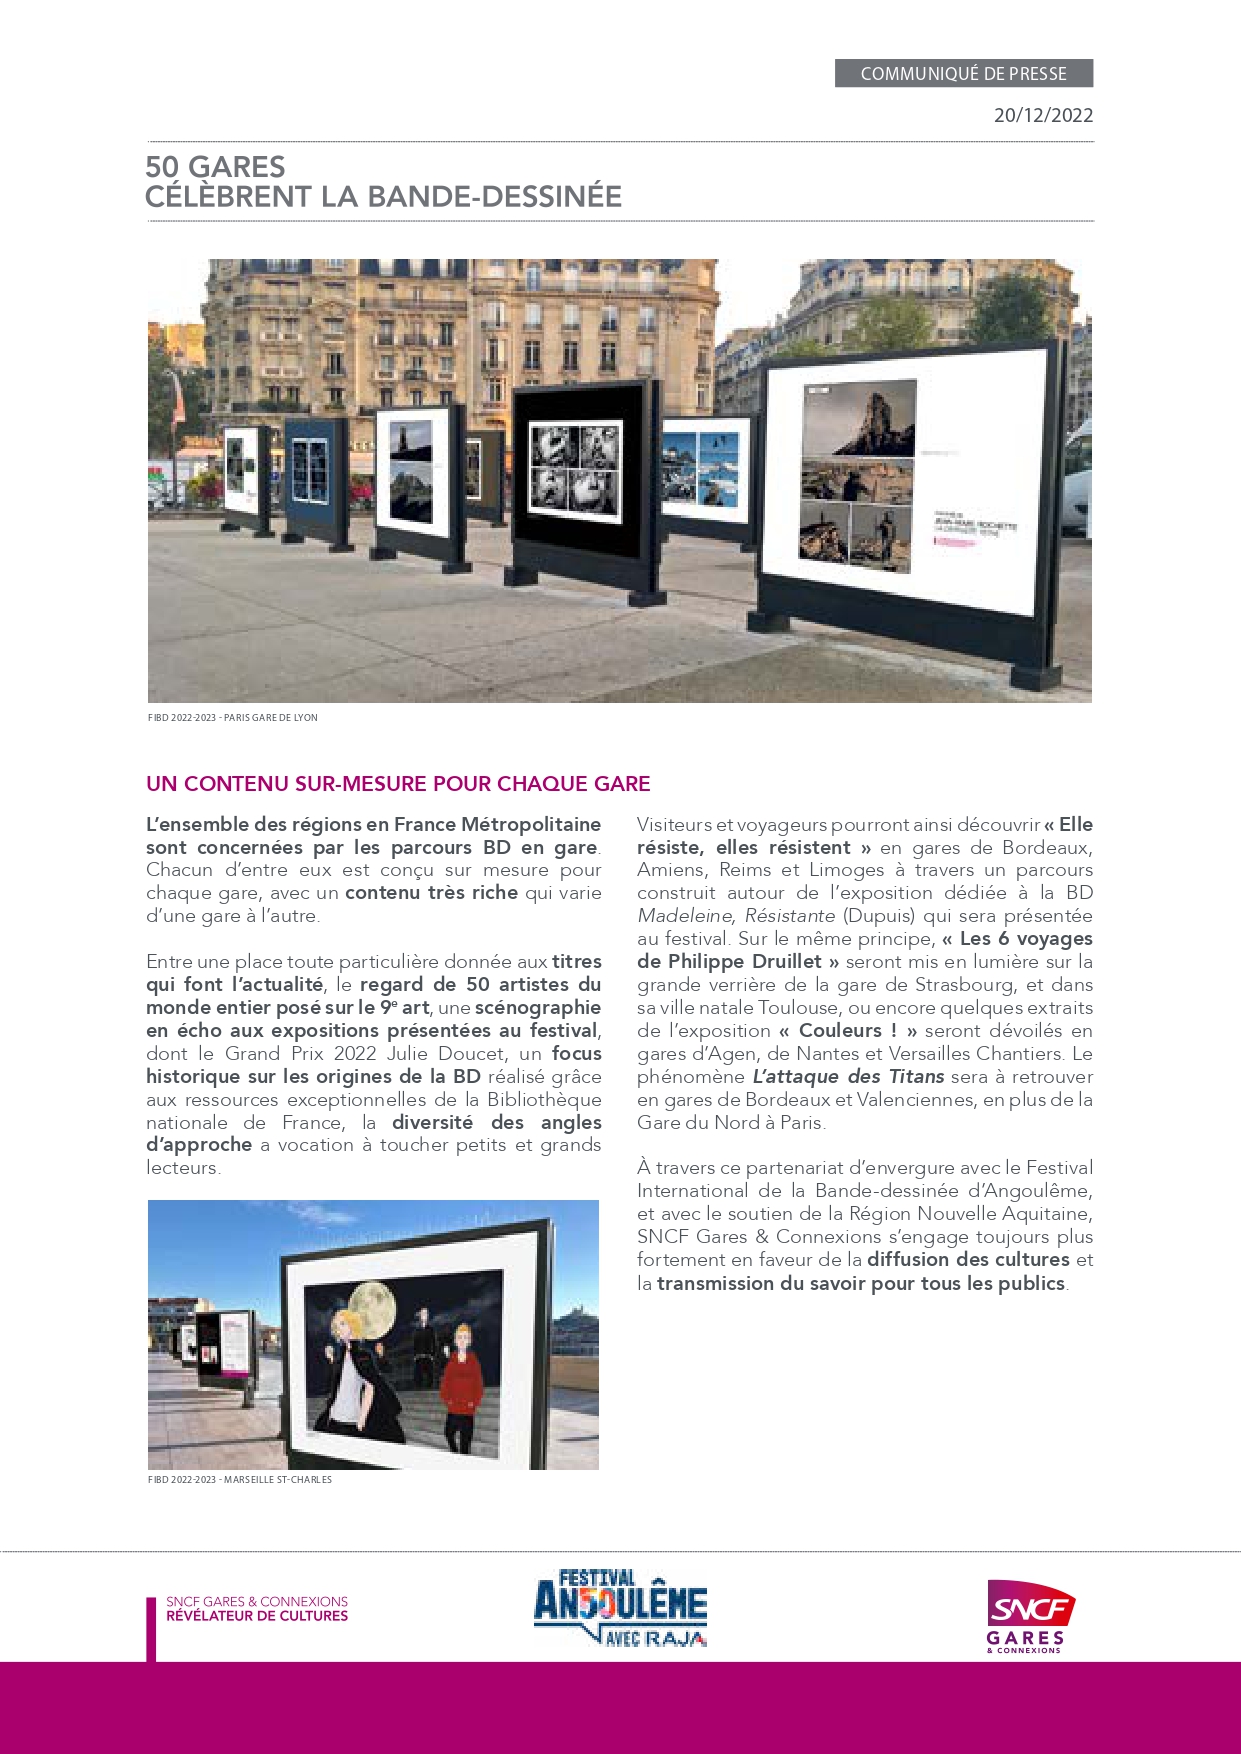 COMMUNIQUÉ DE PRESSE
20/12/2022
50 GARES
CÉLÈBRENT LA BANDE-DESSINÉE
JEAN-MARC ROCHETTE
LA DERNIÈRE REINE
FIBD 2022-2023 - PARIS GARE DE LYON
UN CONTENU SUR-MESURE POUR CHAQUE GARE
L’ensemble des régions en France Métropolitaine
sont concernées par les parcours BD en gare.
Chacun d’entre eux est conçu sur mesure pour
chaque gare, avec un contenu très riche qui varie
d’une gare à l’autre.
Entre une place toute particulière donnée aux titres
qui font l’actualité, le regard de 50 artistes du
monde entier posé sur le 9e art, une scénographie
en écho aux expositions présentées au festival,
dont le Grand Prix 2022 Julie Doucet, un focus
historique sur les origines de la BD réalisé grâce
aux ressources exceptionnelles de la Bibliothèque
nationale de France, la diversité des angles
d’approche a vocation à toucher petits et grands
lecteurs.
FIBD 2022-2023 - MARSEILLE ST-CHARLES
Visiteurs et voyageurs pourront ainsi découvrir « Elle
résiste, elles résistent » en gares de Bordeaux,
Amiens, Reims et Limoges à travers un parcours
construit autour de l’exposition dédiée à la BD
Madeleine, Résistante (Dupuis) qui sera présentée
au festival. Sur le même principe, « Les 6 voyages
de Philippe Druillet » seront mis en lumière sur la
grande verrière de la gare de Strasbourg, et dans
sa ville natale Toulouse, ou encore quelques extraits
de l’exposition « Couleurs ! » seront dévoilés en
gares d’Agen, de Nantes et Versailles Chantiers. Le
phénomène L’attaque des Titans sera à retrouver
en gares de Bordeaux et Valenciennes, en plus de la
Gare du Nord à Paris.
À travers ce partenariat d’envergure avec le Festival
International de la Bande-dessinée d’Angoulême,
et avec le soutien de la Région Nouvelle Aquitaine,
SNCF Gares & Connexions s’engage toujours plus
fortement en faveur de la diffusion des cultures et
la transmission du savoir pour tous les publics.
SNCF GARES & CONNEXIONS
RÉVÉLATEUR DE CULTURES
FESTIVAL
AN50ULÊME
AVEC RAJA
SNCF
GARES
& CONNEXIONS